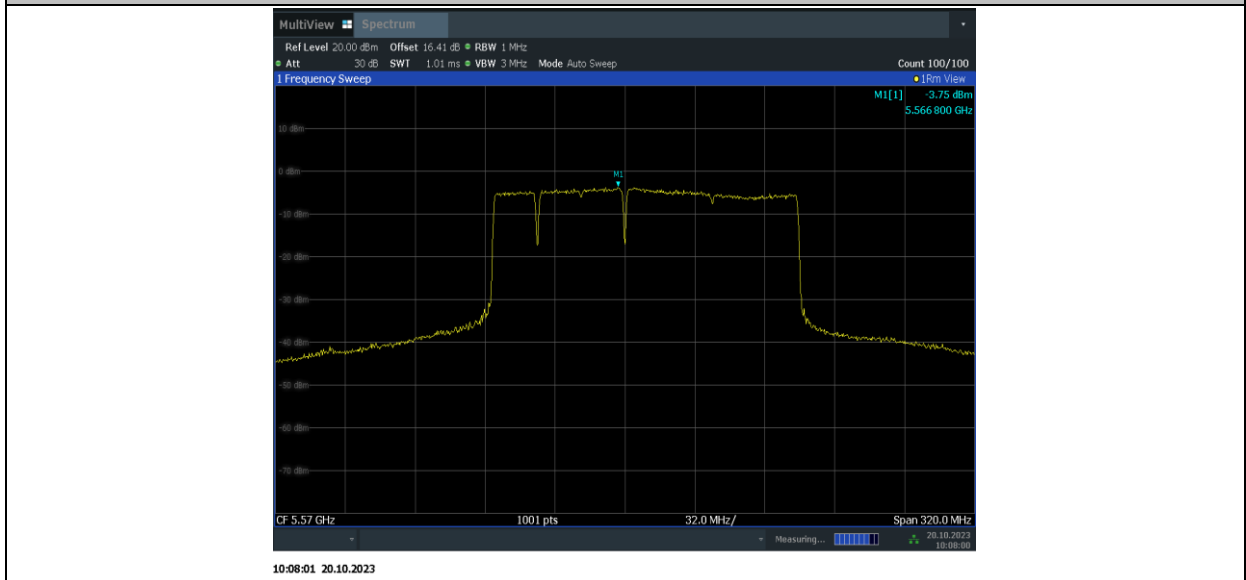 MultiView Spectrum
Ref Level 20.00 dBm Offset 16.41 dB RBW 1 MHz
Att 30 dB SWT 1.01 ms VBW 3 MHz Mode Auto Sweep Count 100/100
1 Frequency Sweep 1Rm View
M1[1] -3.75 dBm
5.566 800 GHz
10 dBm
0 dBm
M1
-10 dBm
-20 dBm
-30 dBm
-40 dBm
-50 dBm
-60 dBm
-70 dBm
CF 5.57 GHz 1001 pts 32.0 MHz/ Span 320.0 MHz
Measuring... 20.10.2023
10:08:00
10:08:01 20.10.2023